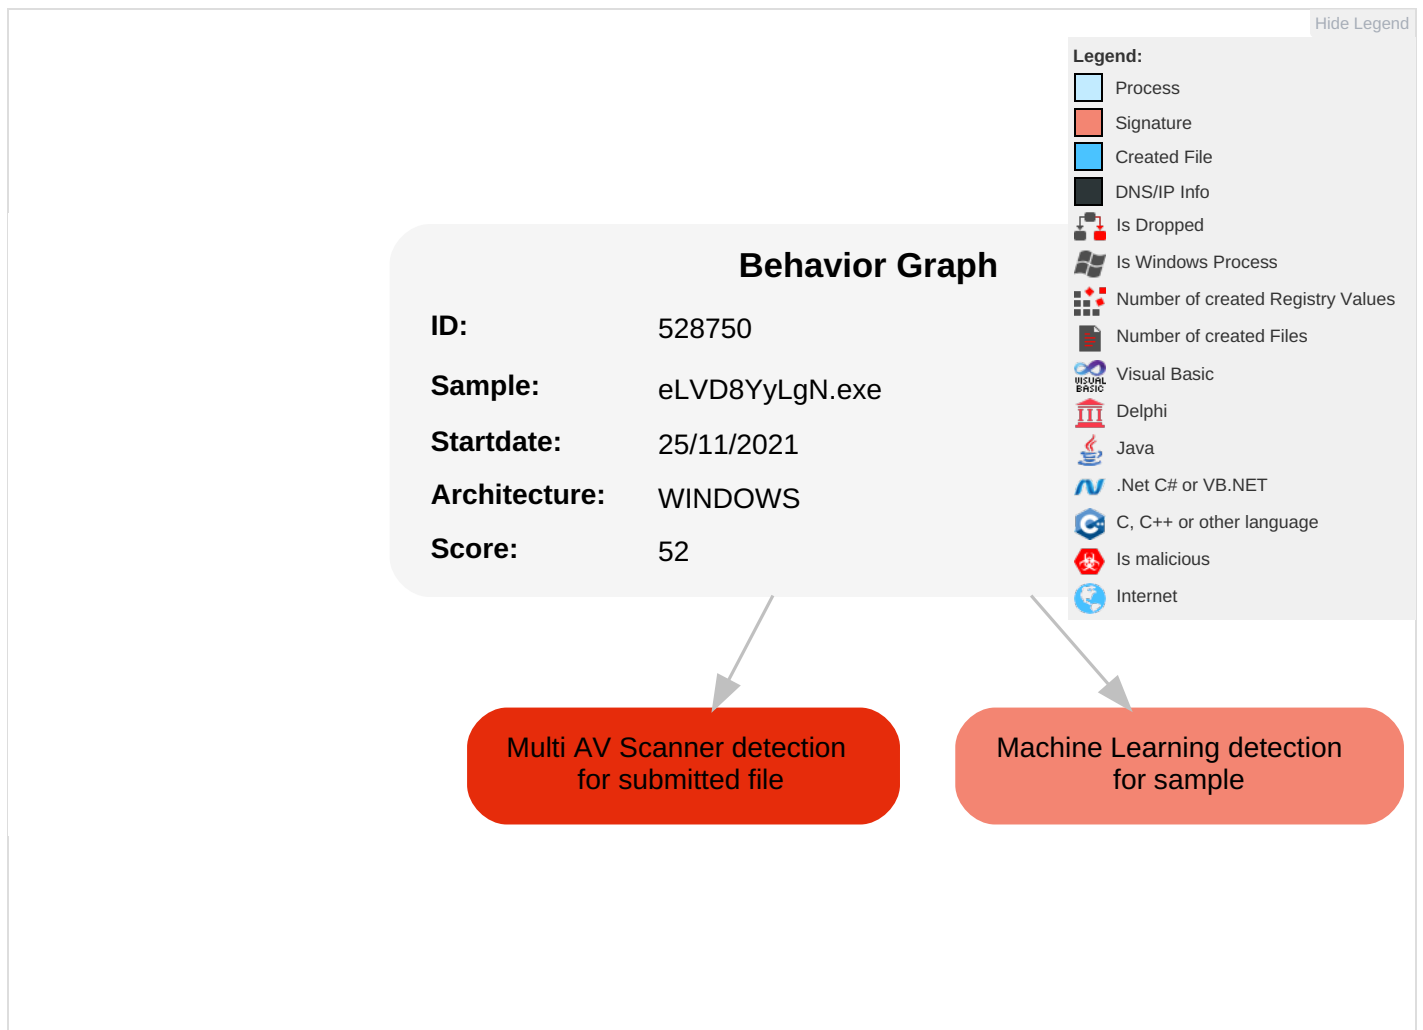 Hide Legend
Legend:
Process
Signature
Created File
DNS/IP Info
Is Dropped
Is Windows Process
Number of created Registry Values
Number of created Files
VISUAL
BASIC
Visual Basic
Delphi
Java
.Net C# or VB.NET
C, C++ or other language
Is malicious
Internet
Behavior Graph
ID: 528750
Sample: eLVD8YyLgN.exe
Startdate: 25/11/2021
Architecture: WINDOWS
Score: 52
Multi AV Scanner detection
for submitted file
Machine Learning detection
for sample